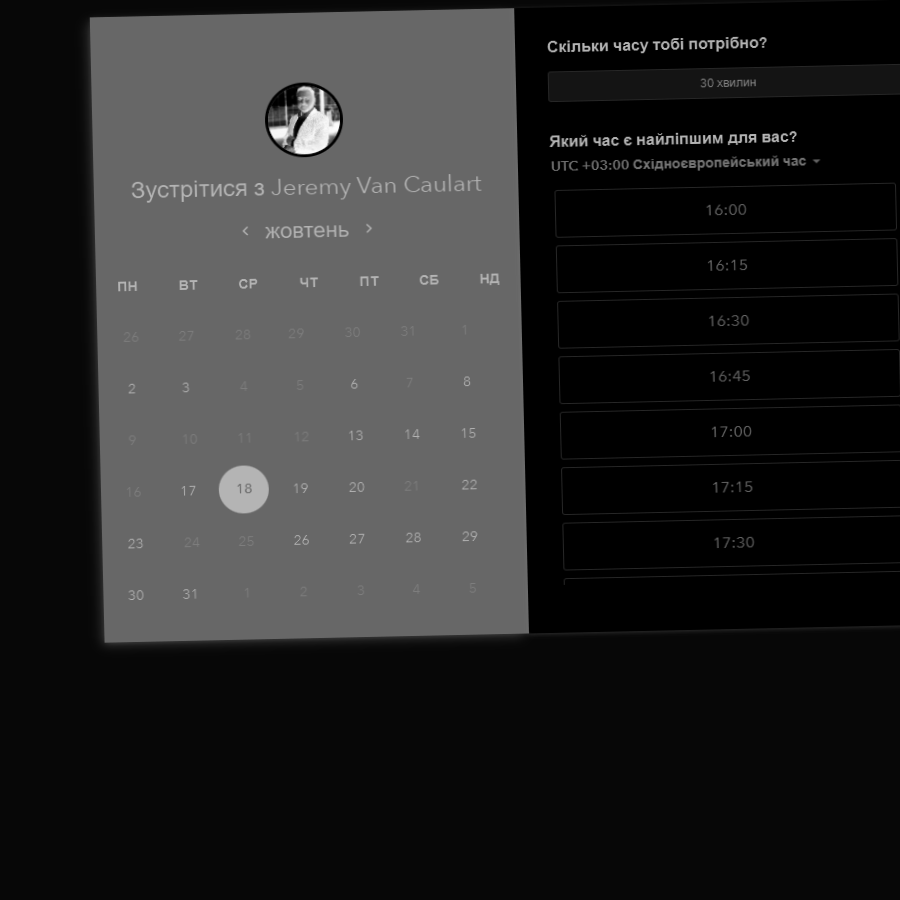 Зустрітися з Jeremy Van Caulart
жовтень
ПН ВТ СР ЧТ ПТ СБ НД
26 27 28 29 30 31 1
2 3 4 5 6 7 8
9 10 11 12 13 14 15
16 17 18 19 20 21 22
23 24 25 26 27 28 29
30 31 1 2 3 4 5
Скільки часу тобі потрібно?
30 хвилин
Який час є найліпшим для вас?
UTC +03:00 Східноєвропейський час
16:00
16:15
16:30
16:45
17:00
17:15
17:30